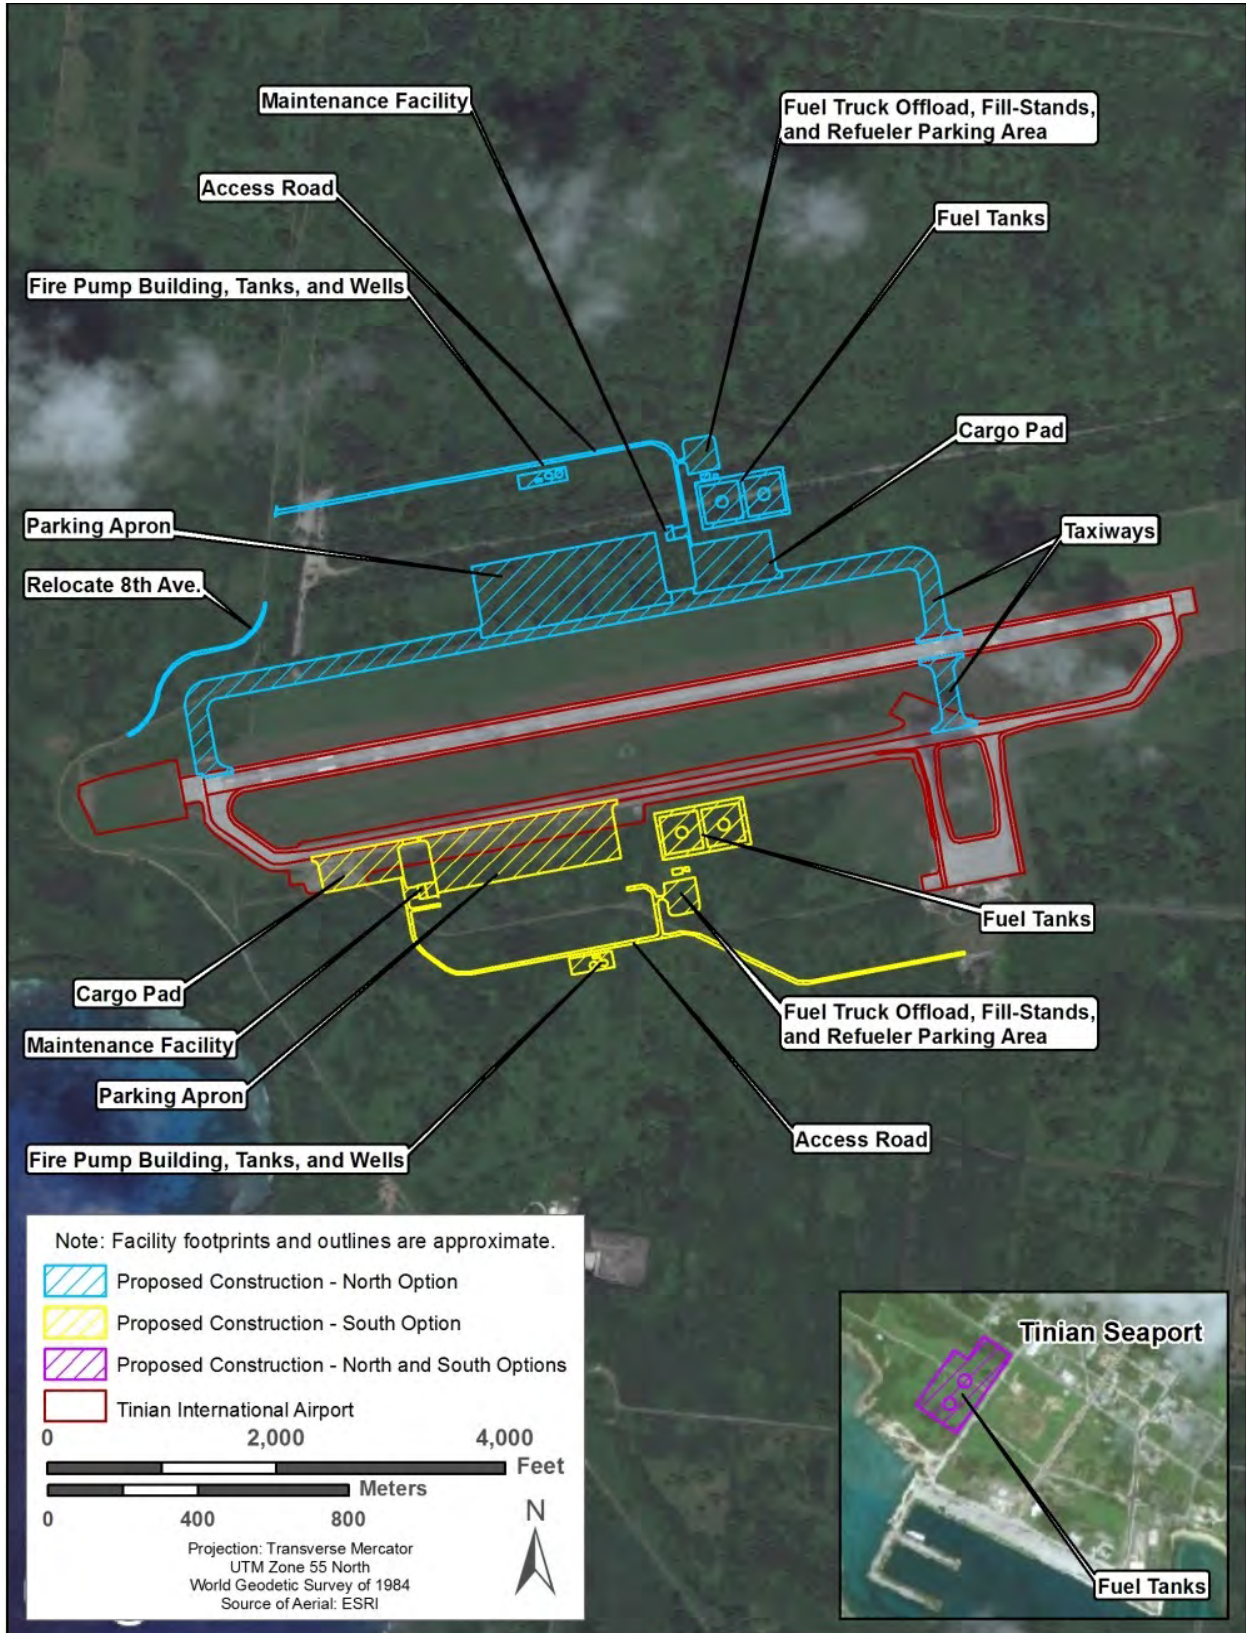 Maintenance Facility
Fuel Truck Offload, Fill-Stands,
and Refueler Parking Area
Access Road
Fuel Tanks
Fire Pump Building, Tanks, and Wells
Cargo Pad
Parking Apron
Taxiways
Relocate 8th Ave.
Fuel Tanks
Cargo Pad
Fuel Truck Offload, Fill-Stands,
and Refueler Parking Area
Maintenance Facility
Parking Apron
Access Road
Fire Pump Building, Tanks, and Wells
Note: Facility footprints and outlines are approximate.
Proposed Construction - North Option
Proposed Construction - South Option
Proposed Construction - North and South Options
Tinian International Airport
0 2,000 4,000
Feet
Meters
0 400 800
N
Projection: Transverse Mercator
UTM Zone 55 North
World Geodetic Survey of 1984
Source of Aerial: ESRI
Tinian Seaport
Fuel Tanks